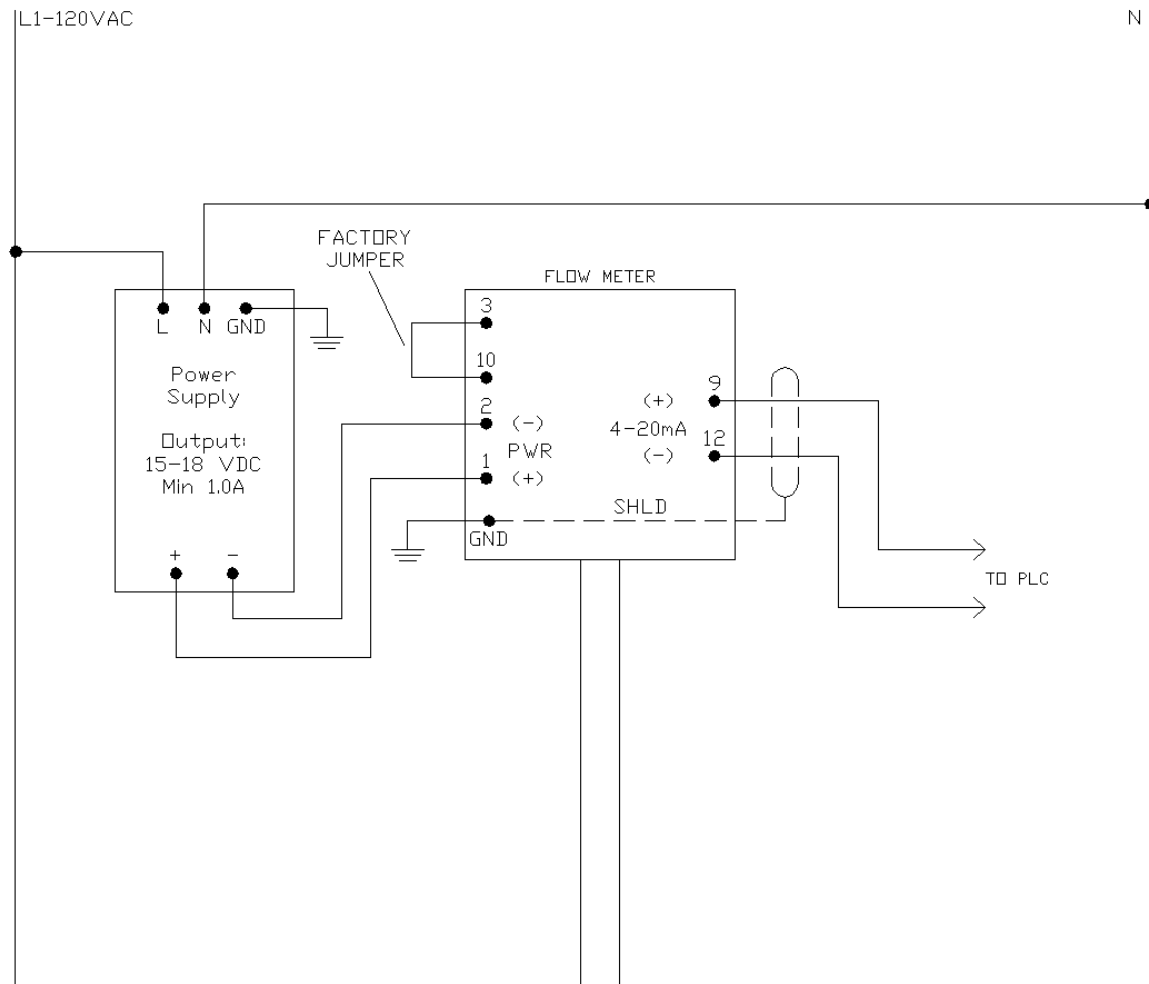 L1-120VAC
N
FACTORY
JUMPER
FLOW METER
L N GND
Power
Supply
Output:
15-18 VDC
Min 1.0A
+ -
3
10
2
(-)
PWR
1
(+)
GND
SHLD
9
(+)
4-20mA
12
(-)
TO PLC